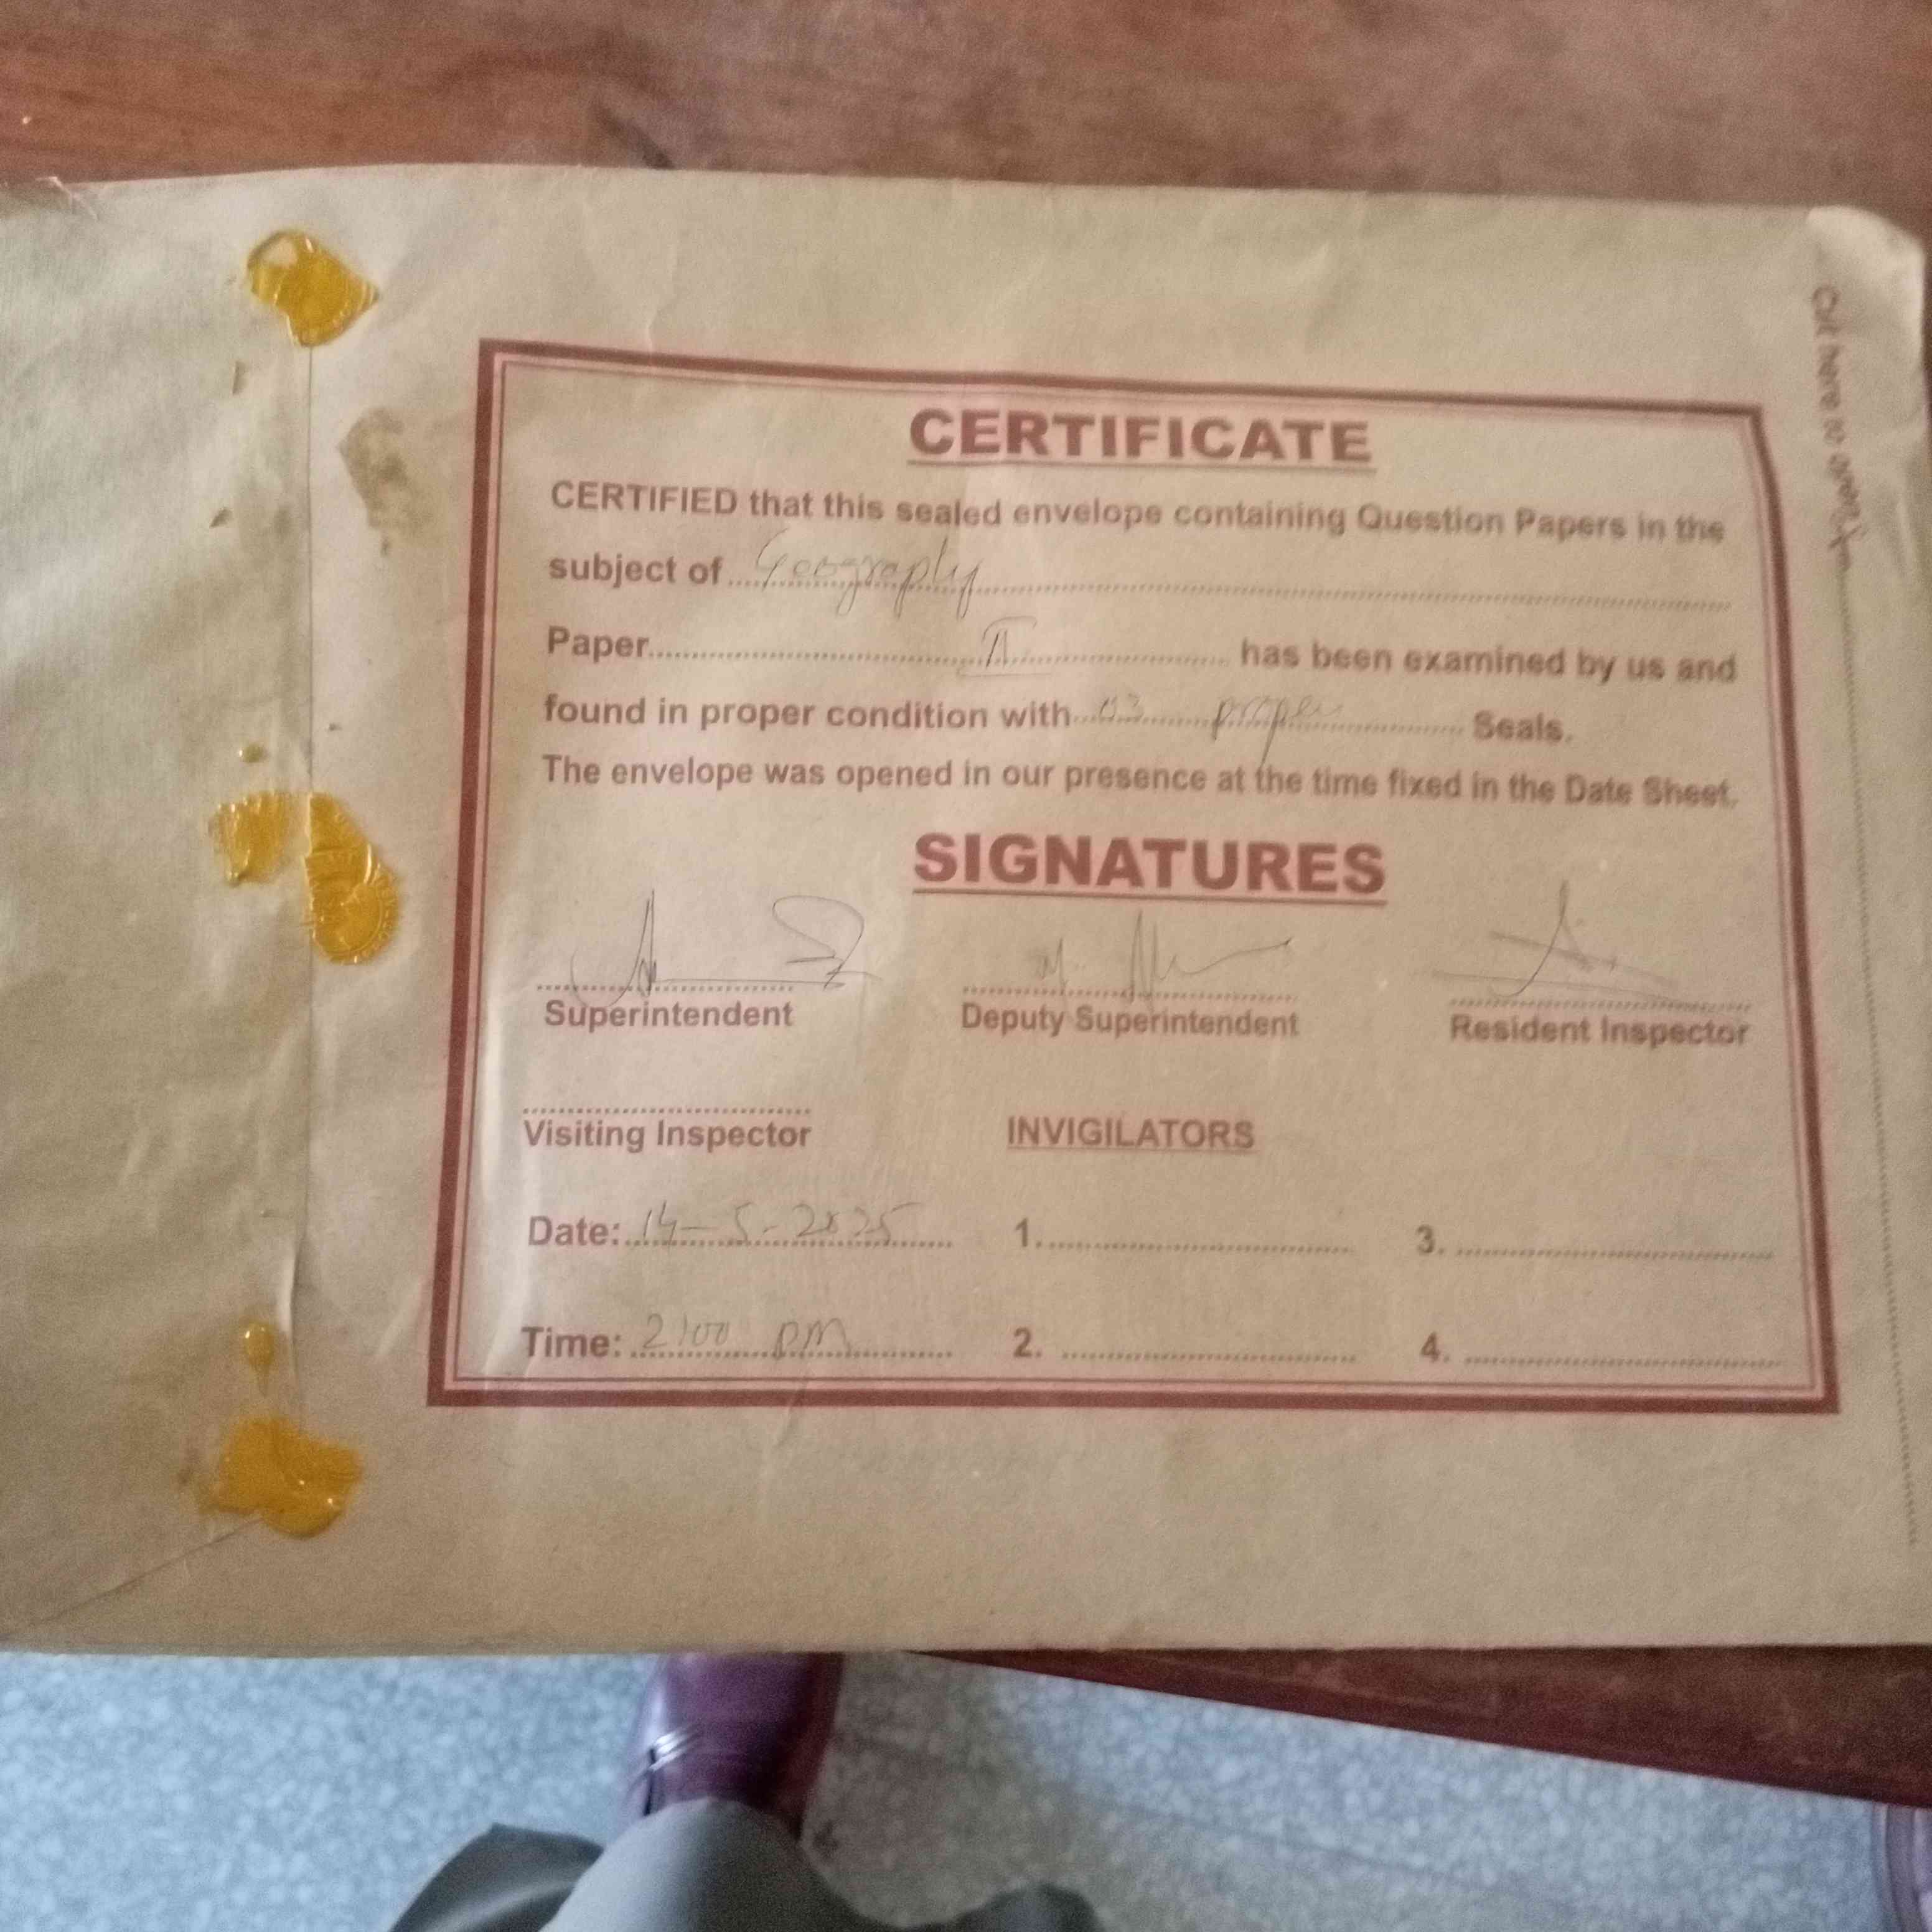 CERTIFICATE
CERTIFIED that this sealed envelope containing Question Papers in the
subject of Geography
Paper II has been examined by us and
found in proper condition with 03 proper Seals.
The envelope was opened in our presence at the time fixed in the Date Sheet.
SIGNATURES
Superintendent Deputy Superintendent Resident Inspector
Visiting Inspector INVIGILATORS
Date: 14-5-2025 1. 3.
Time: 2:00 pm 2. 4.
Cut here to open